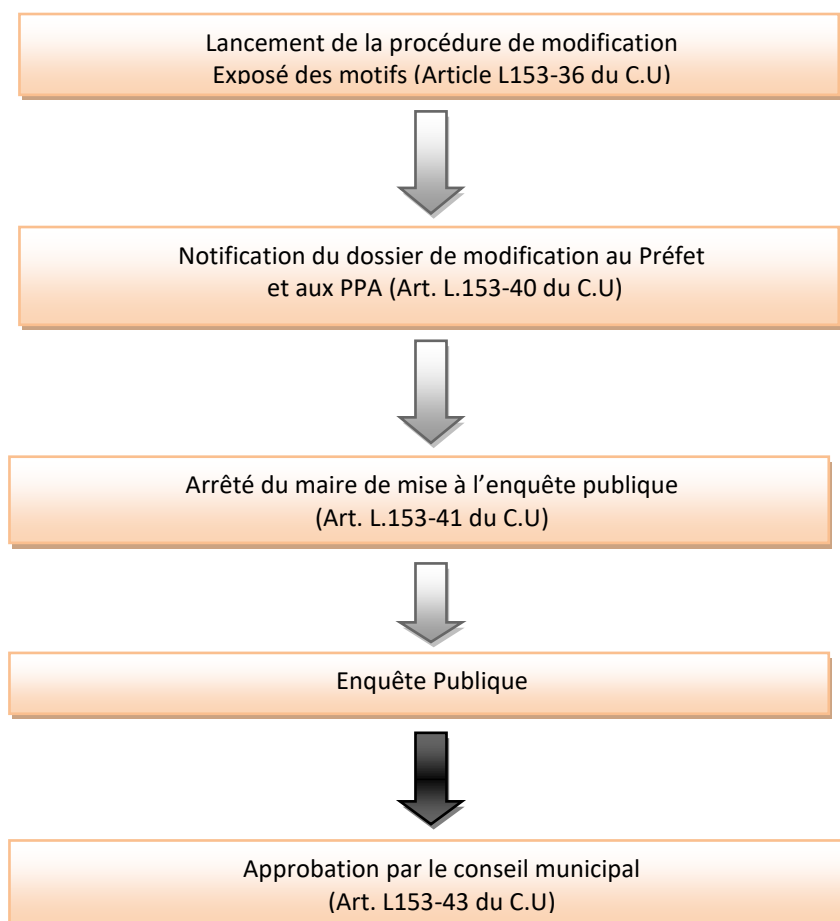 Lancement de la procédure de modification
Exposé des motifs (Article L153-36 du C.U)
Notification du dossier de modification au Préfet
et aux PPA (Art. L.153-40 du C.U)
Arrêté du maire de mise à l’enquête publique
(Art. L.153-41 du C.U)
Enquête Publique
Approbation par le conseil municipal
(Art. L153-43 du C.U)